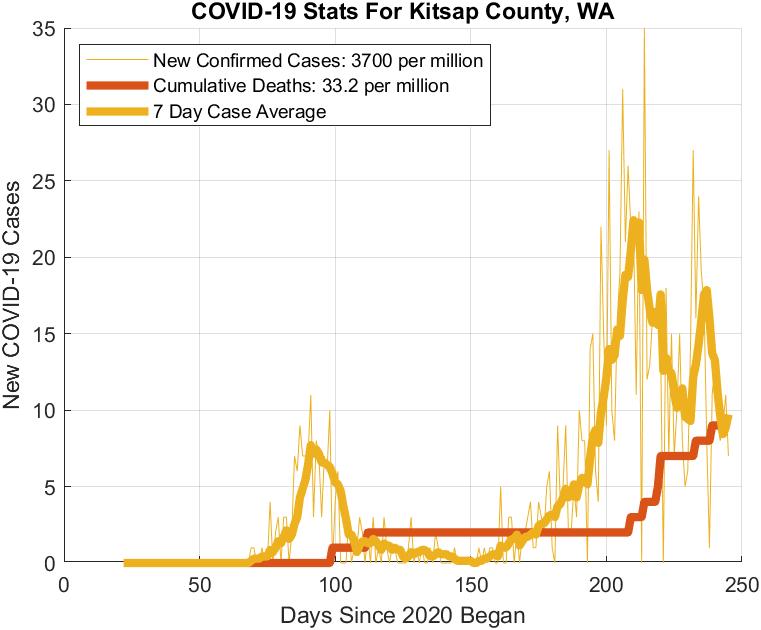 COVID-19 Stats For Kitsap County, WA
New Confirmed Cases: 3700 per million
Cumulative Deaths: 33.2 per million
7 Day Case Average
New COVID-19 Cases
35
30
25
20
15
10
5
0
0 50 100 150 200 250
Days Since 2020 Began